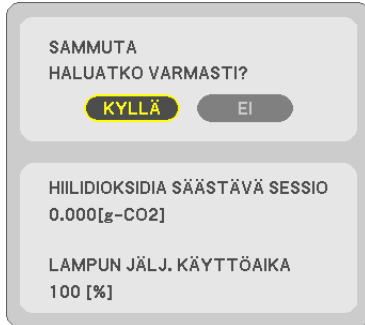 SAMMUTA
HALUATKO VARMASTI?
KYLLÄ EI
HIILIDIOKSIDIA SÄÄSTÄVÄ SESSIO
0.000[g-CO2]
LAMPUN JÄLJ. KÄYTTÖAIKA
100 [%]